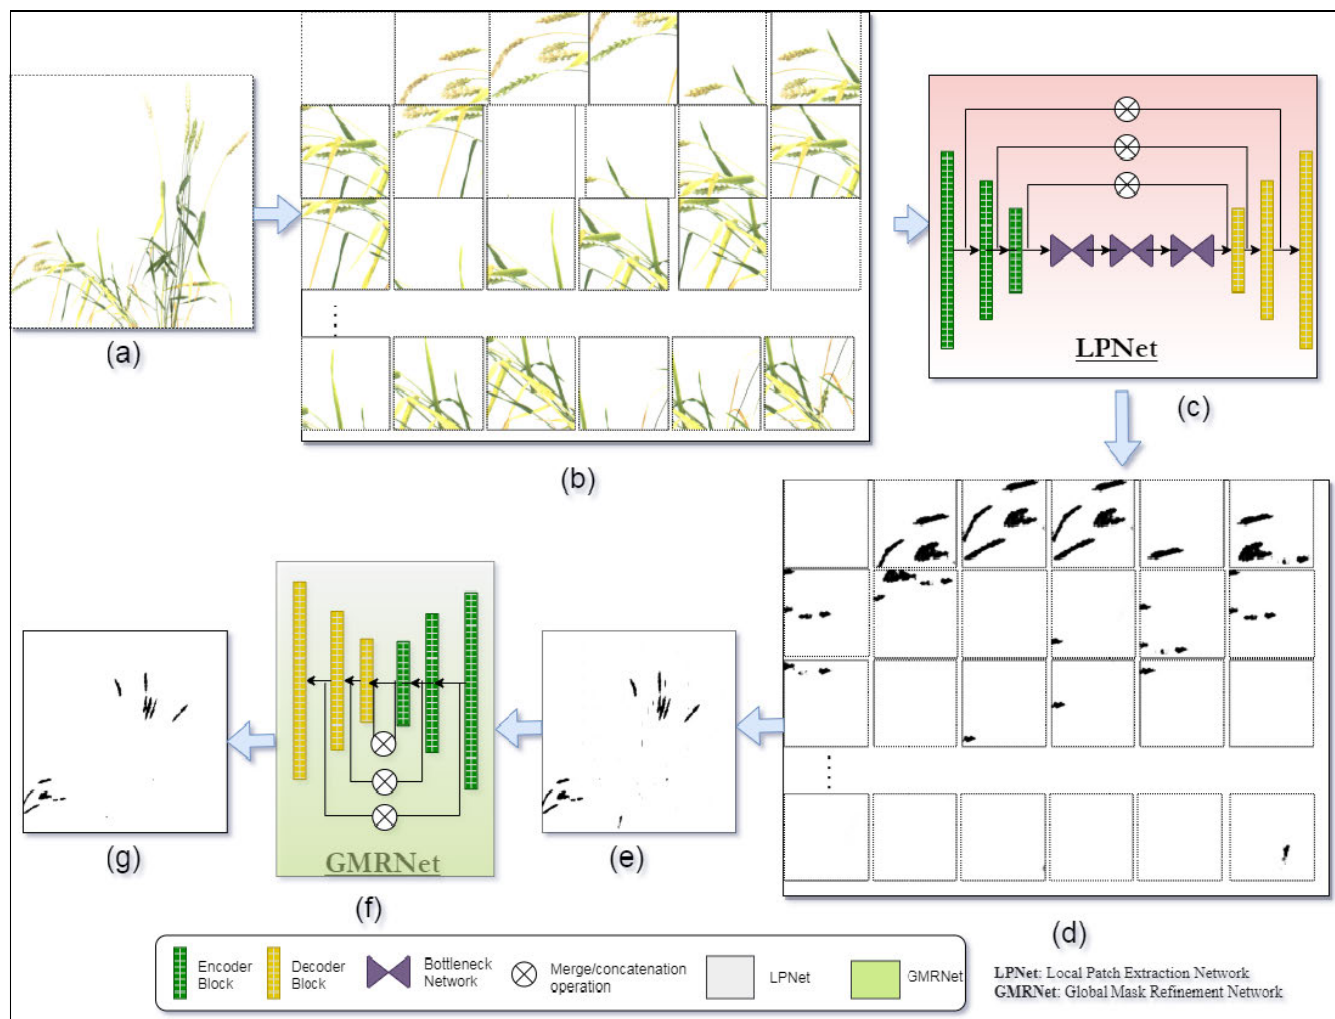 (a)
(b)
LPNet
(c)
(d)
(e)
GMRNet
(f)
(g)
Encoder
Block
Decoder
Block
Bottleneck
Network
Merge/concatenation
operation
LPNet
GMRNet
LPNet: Local Patch Extraction Network
GMRNet: Global Mask Refinement Network